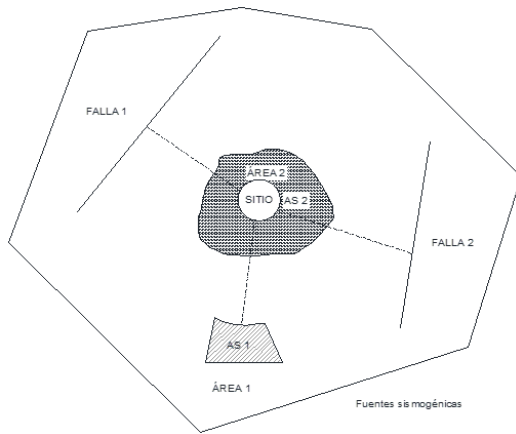 FALLA 1
ÁREA 2
SITIO
AS 2
FALLA 2
AS 1
ÁREA 1
Fuentes sismogénicas